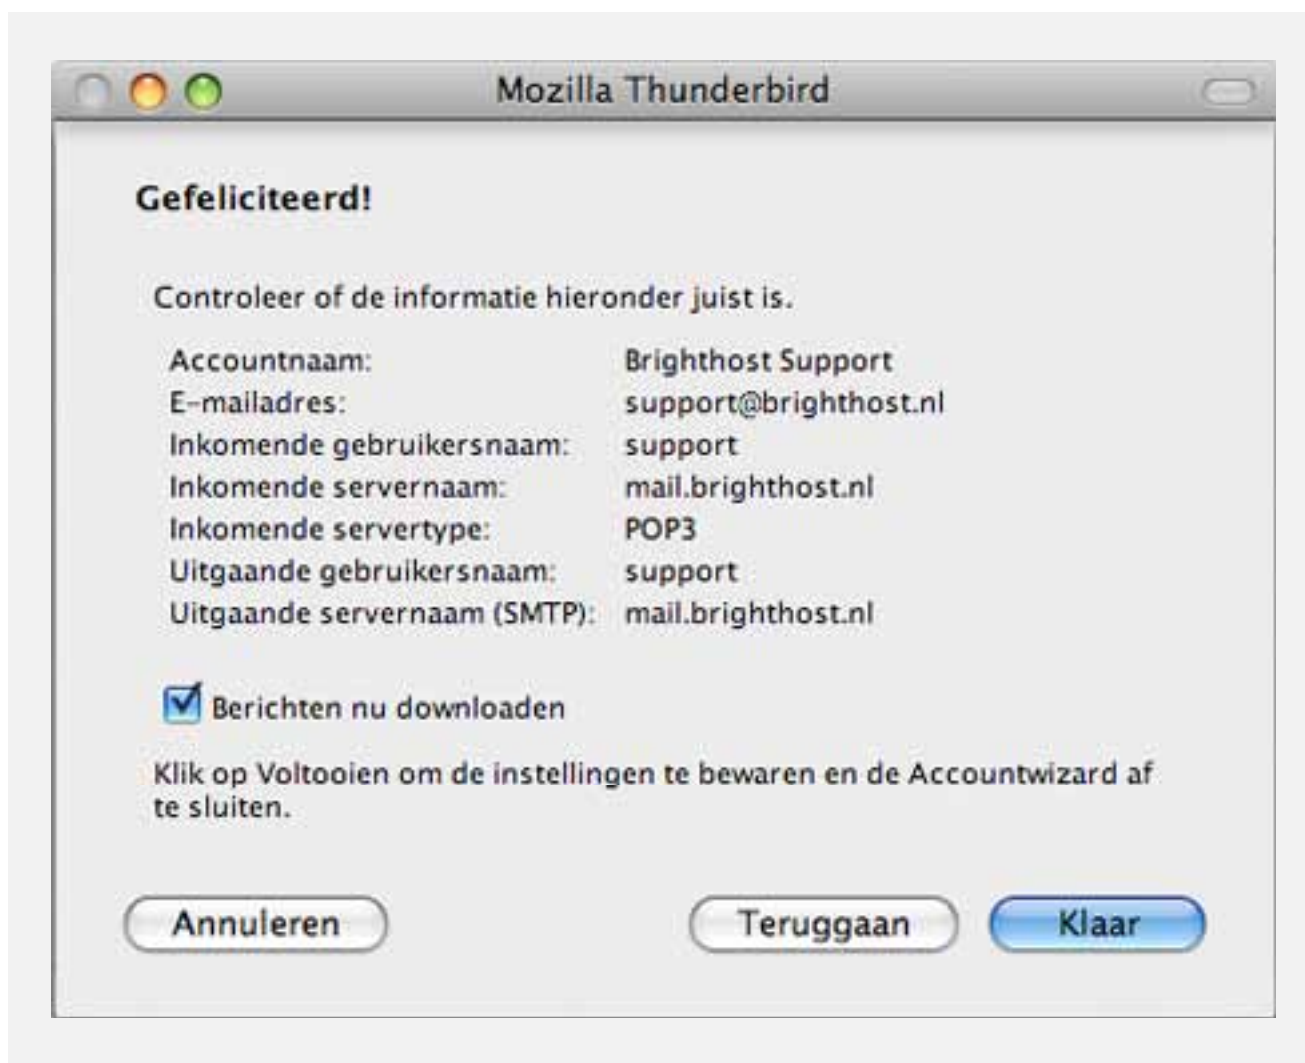 Mozilla Thunderbird
Gefeliciteerd!
Controleer of de informatie hieronder juist is.
Accountnaam: Brighthost Support
E-mailadres: support@brighthost.nl
Inkomende gebruikersnaam: support
Inkomende servernaam: mail.brighthost.nl
Inkomende servertype: POP3
Uitgaande gebruikersnaam: support
Uitgaande servernaam (SMTP): mail.brighthost.nl
Berichten nu downloaden
Klik op Voltooien om de instellingen te bewaren en de Accountwizard af
te sluiten.
Annuleren Teruggaan Klaar